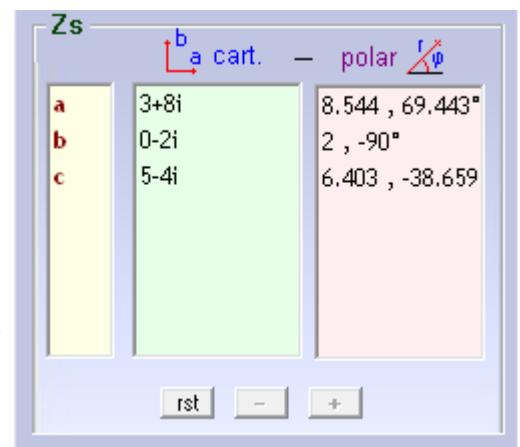 Zs
b
a cart. – polar r φ
a 3+8i 8.544 , 69.443°
b 0-2i 2 , -90°
c 5-4i 6.403 , -38.659
rst - +